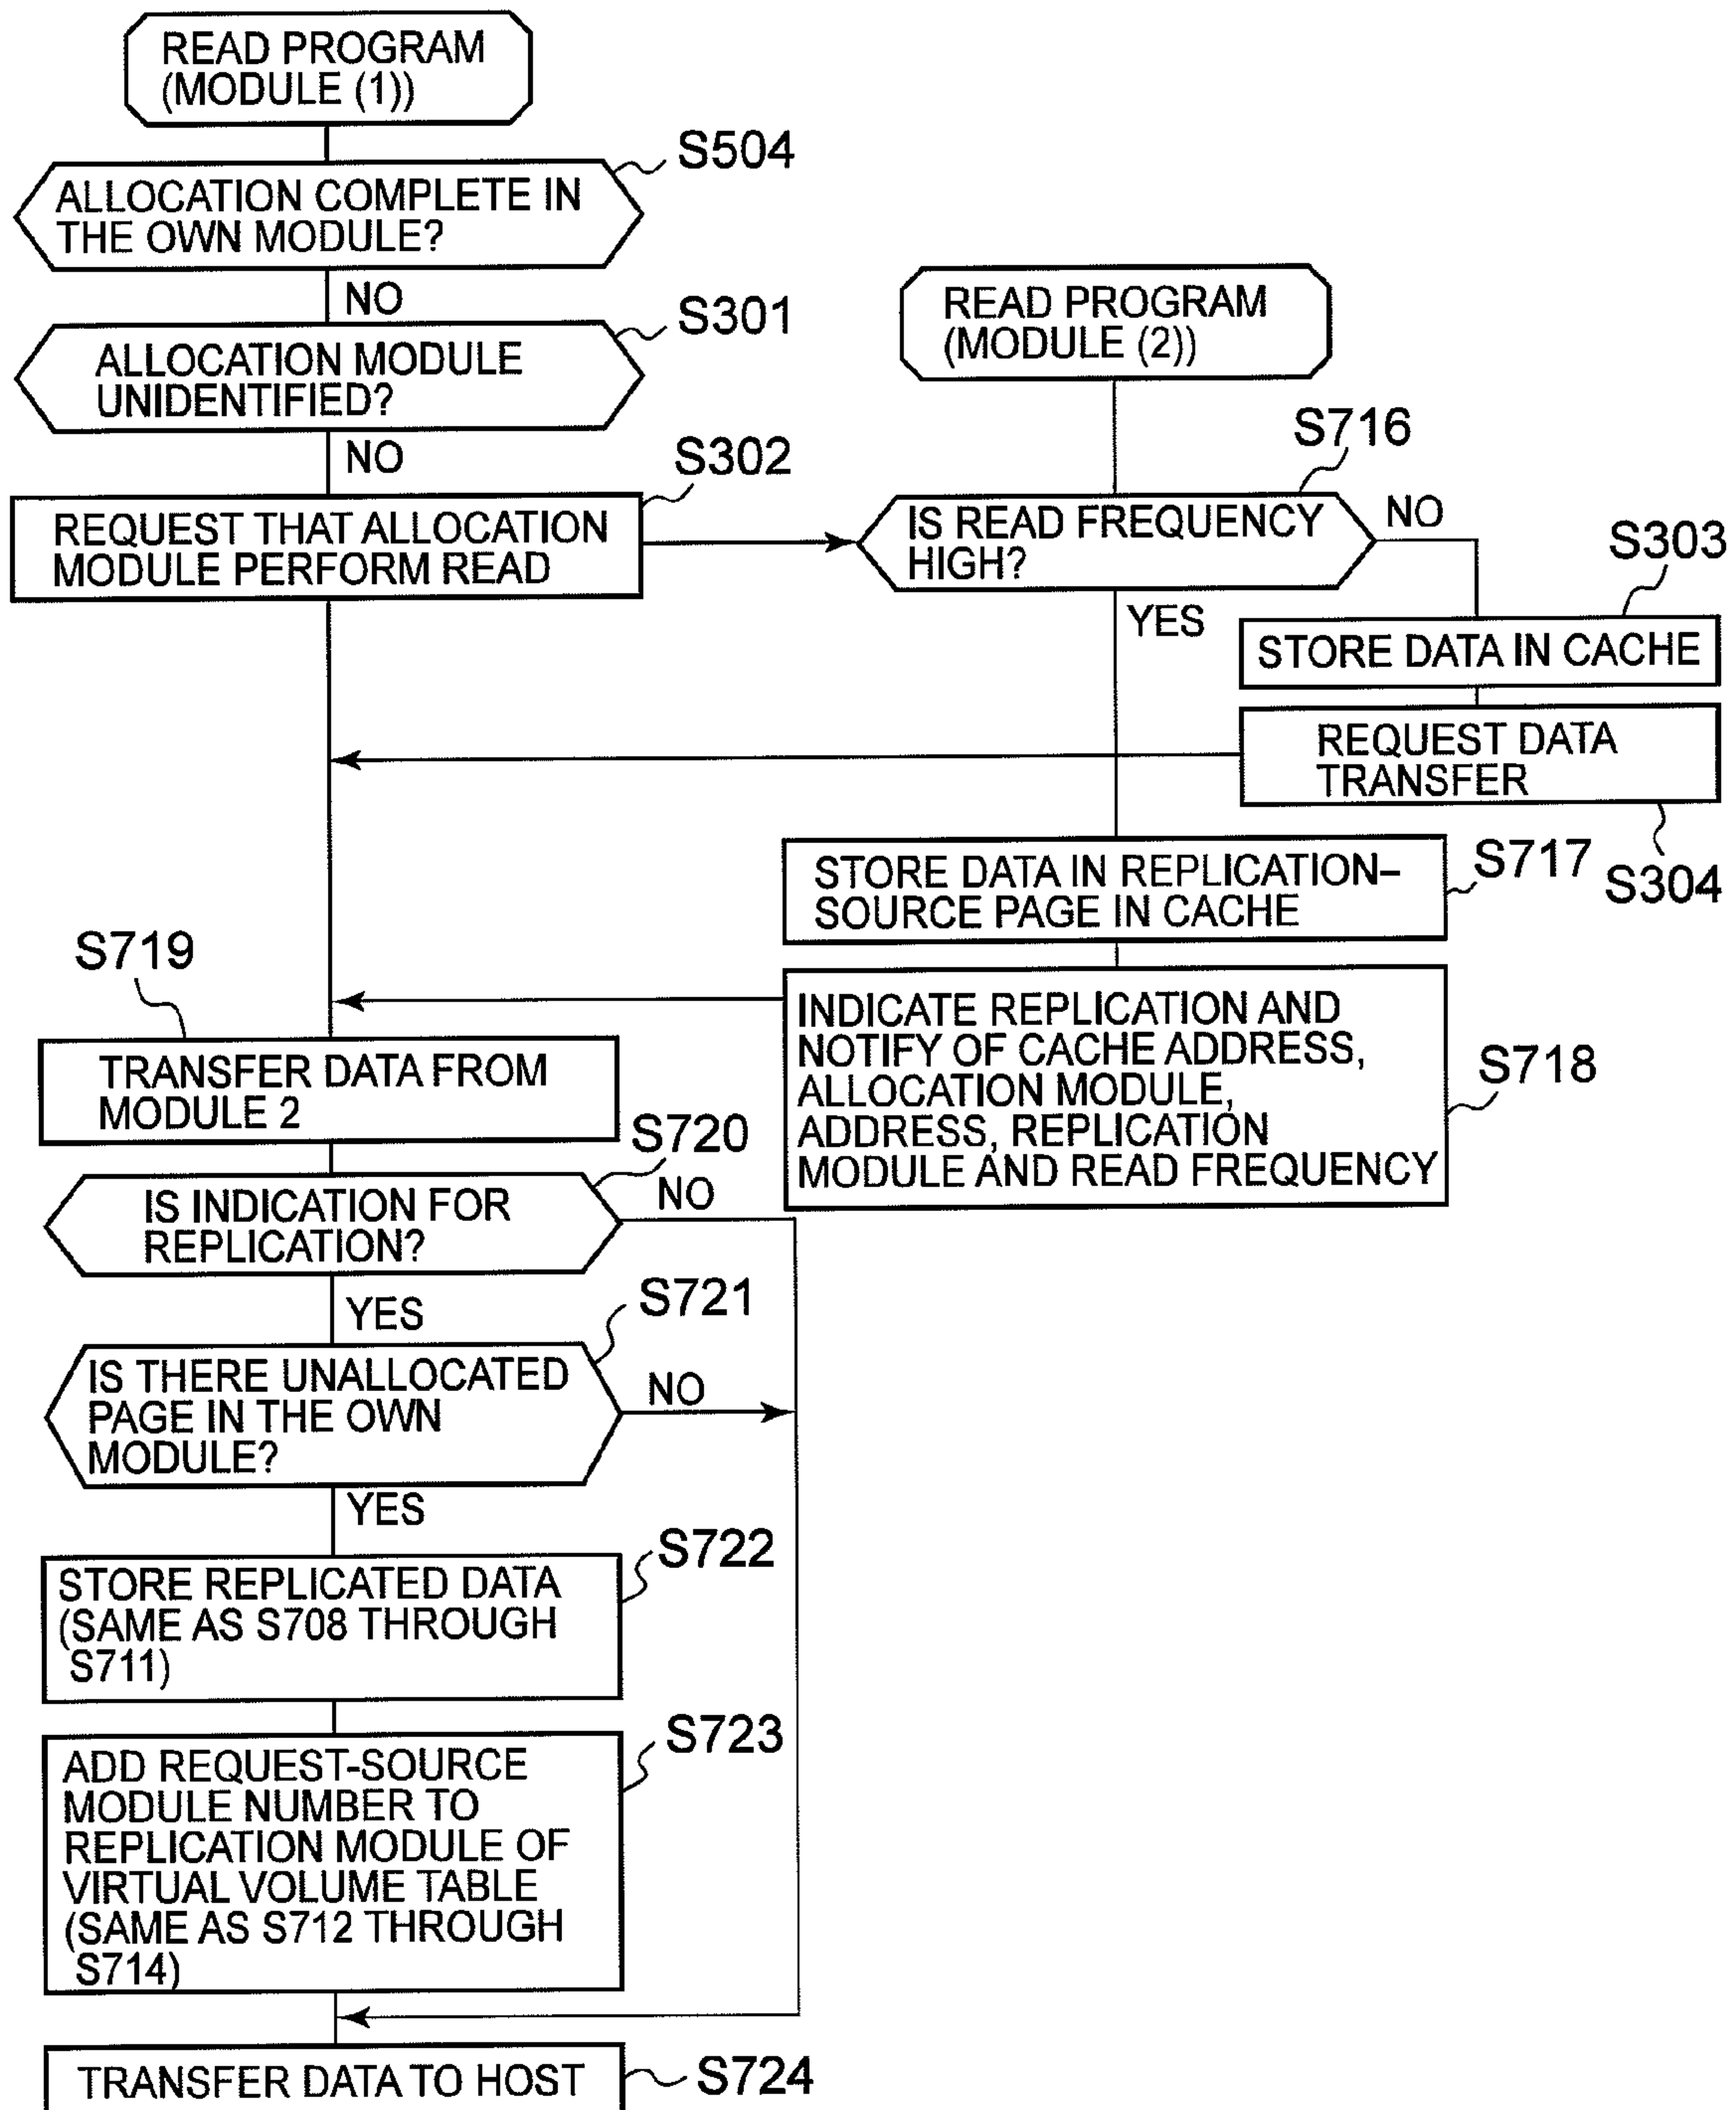 READ PROGRAM
(MODULE (1))
S504
ALLOCATION COMPLETE IN
THE OWN MODULE?
NO
S301
ALLOCATION MODULE
UNIDENTIFIED?
NO
S302
REQUEST THAT ALLOCATION
MODULE PERFORM READ
READ PROGRAM
(MODULE (2))
S716
IS READ FREQUENCY
HIGH?
NO
YES
S303
STORE DATA IN CACHE
REQUEST DATA
TRANSFER
S304
STORE DATA IN REPLICATION–
SOURCE PAGE IN CACHE
S717
INDICATE REPLICATION AND
NOTIFY OF CACHE ADDRESS,
ALLOCATION MODULE,
ADDRESS, REPLICATION
MODULE AND READ FREQUENCY
S718
S719
TRANSFER DATA FROM
MODULE 2
S720
IS INDICATION FOR
REPLICATION?
NO
YES
S721
IS THERE UNALLOCATED
PAGE IN THE OWN
MODULE?
NO
YES
S722
STORE REPLICATED DATA
(SAME AS S708 THROUGH
S711)
S723
ADD REQUEST-SOURCE
MODULE NUMBER TO
REPLICATION MODULE OF
VIRTUAL VOLUME TABLE
(SAME AS S712 THROUGH
S714)
TRANSFER DATA TO HOST
S724